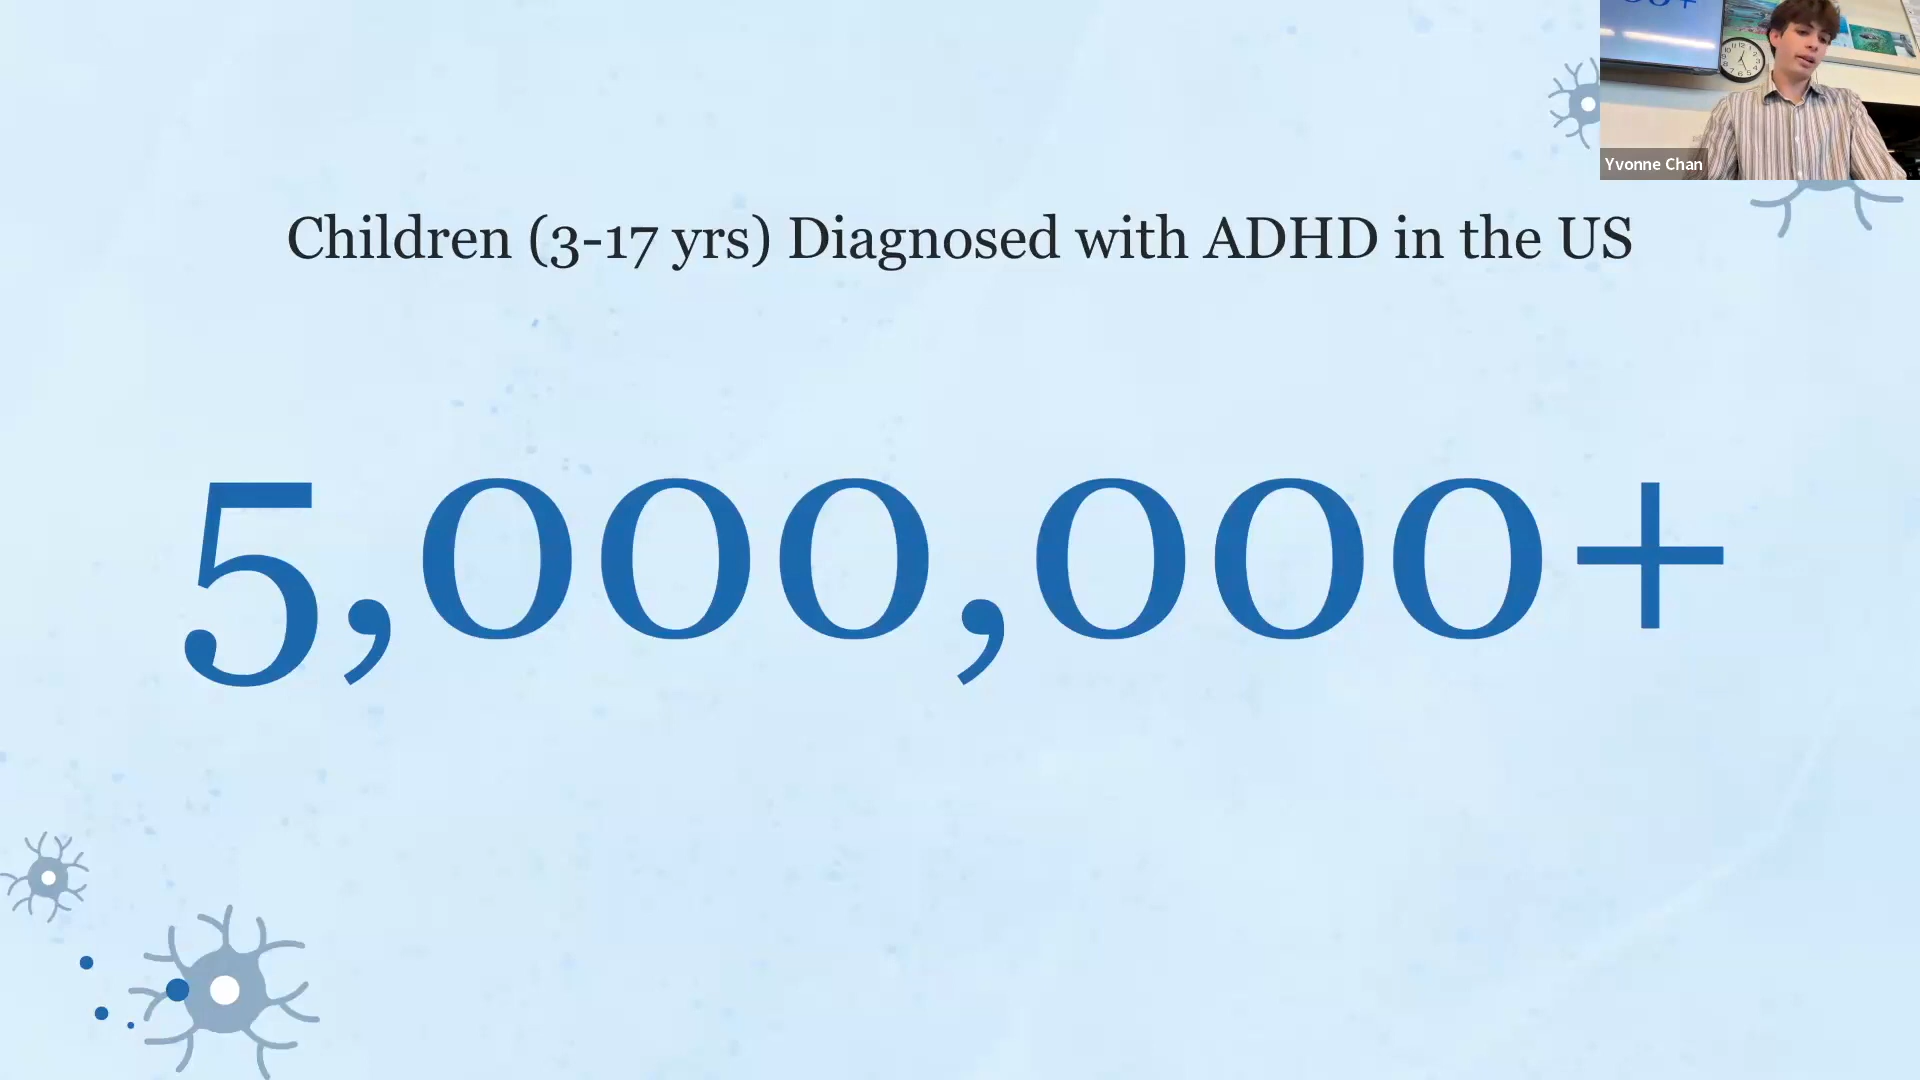 Children (3-17 yrs) Diagnosed with ADHD in the US
5,000,000+
Yvonne Chan